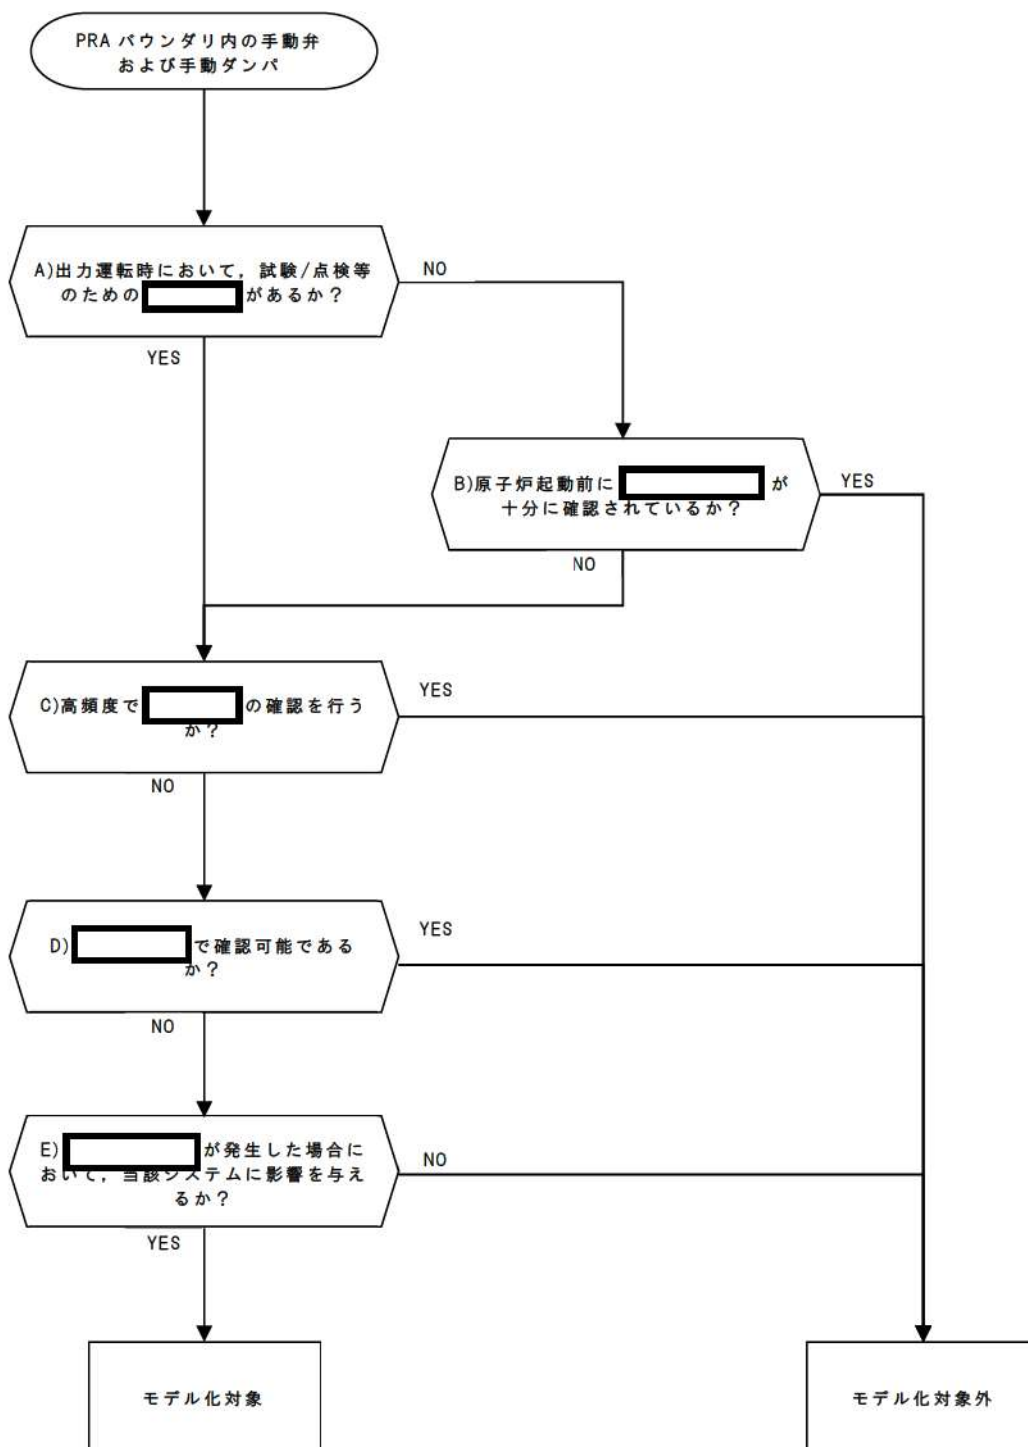 PRA バウンダリ内の手動弁
および手動ダンパ
A)出力運転時において，試験/点検等
のための があるか？
NO
YES
B)原子炉起動前に が
十分に確認されているか？
YES
NO
C)高頻度で の確認を行う
か？
YES
NO
D) で確認可能である
か？
YES
NO
E) が発生した場合に
おいて，当該システムに影響を与え
るか？
NO
YES
モデル化対象
モデル化対象外